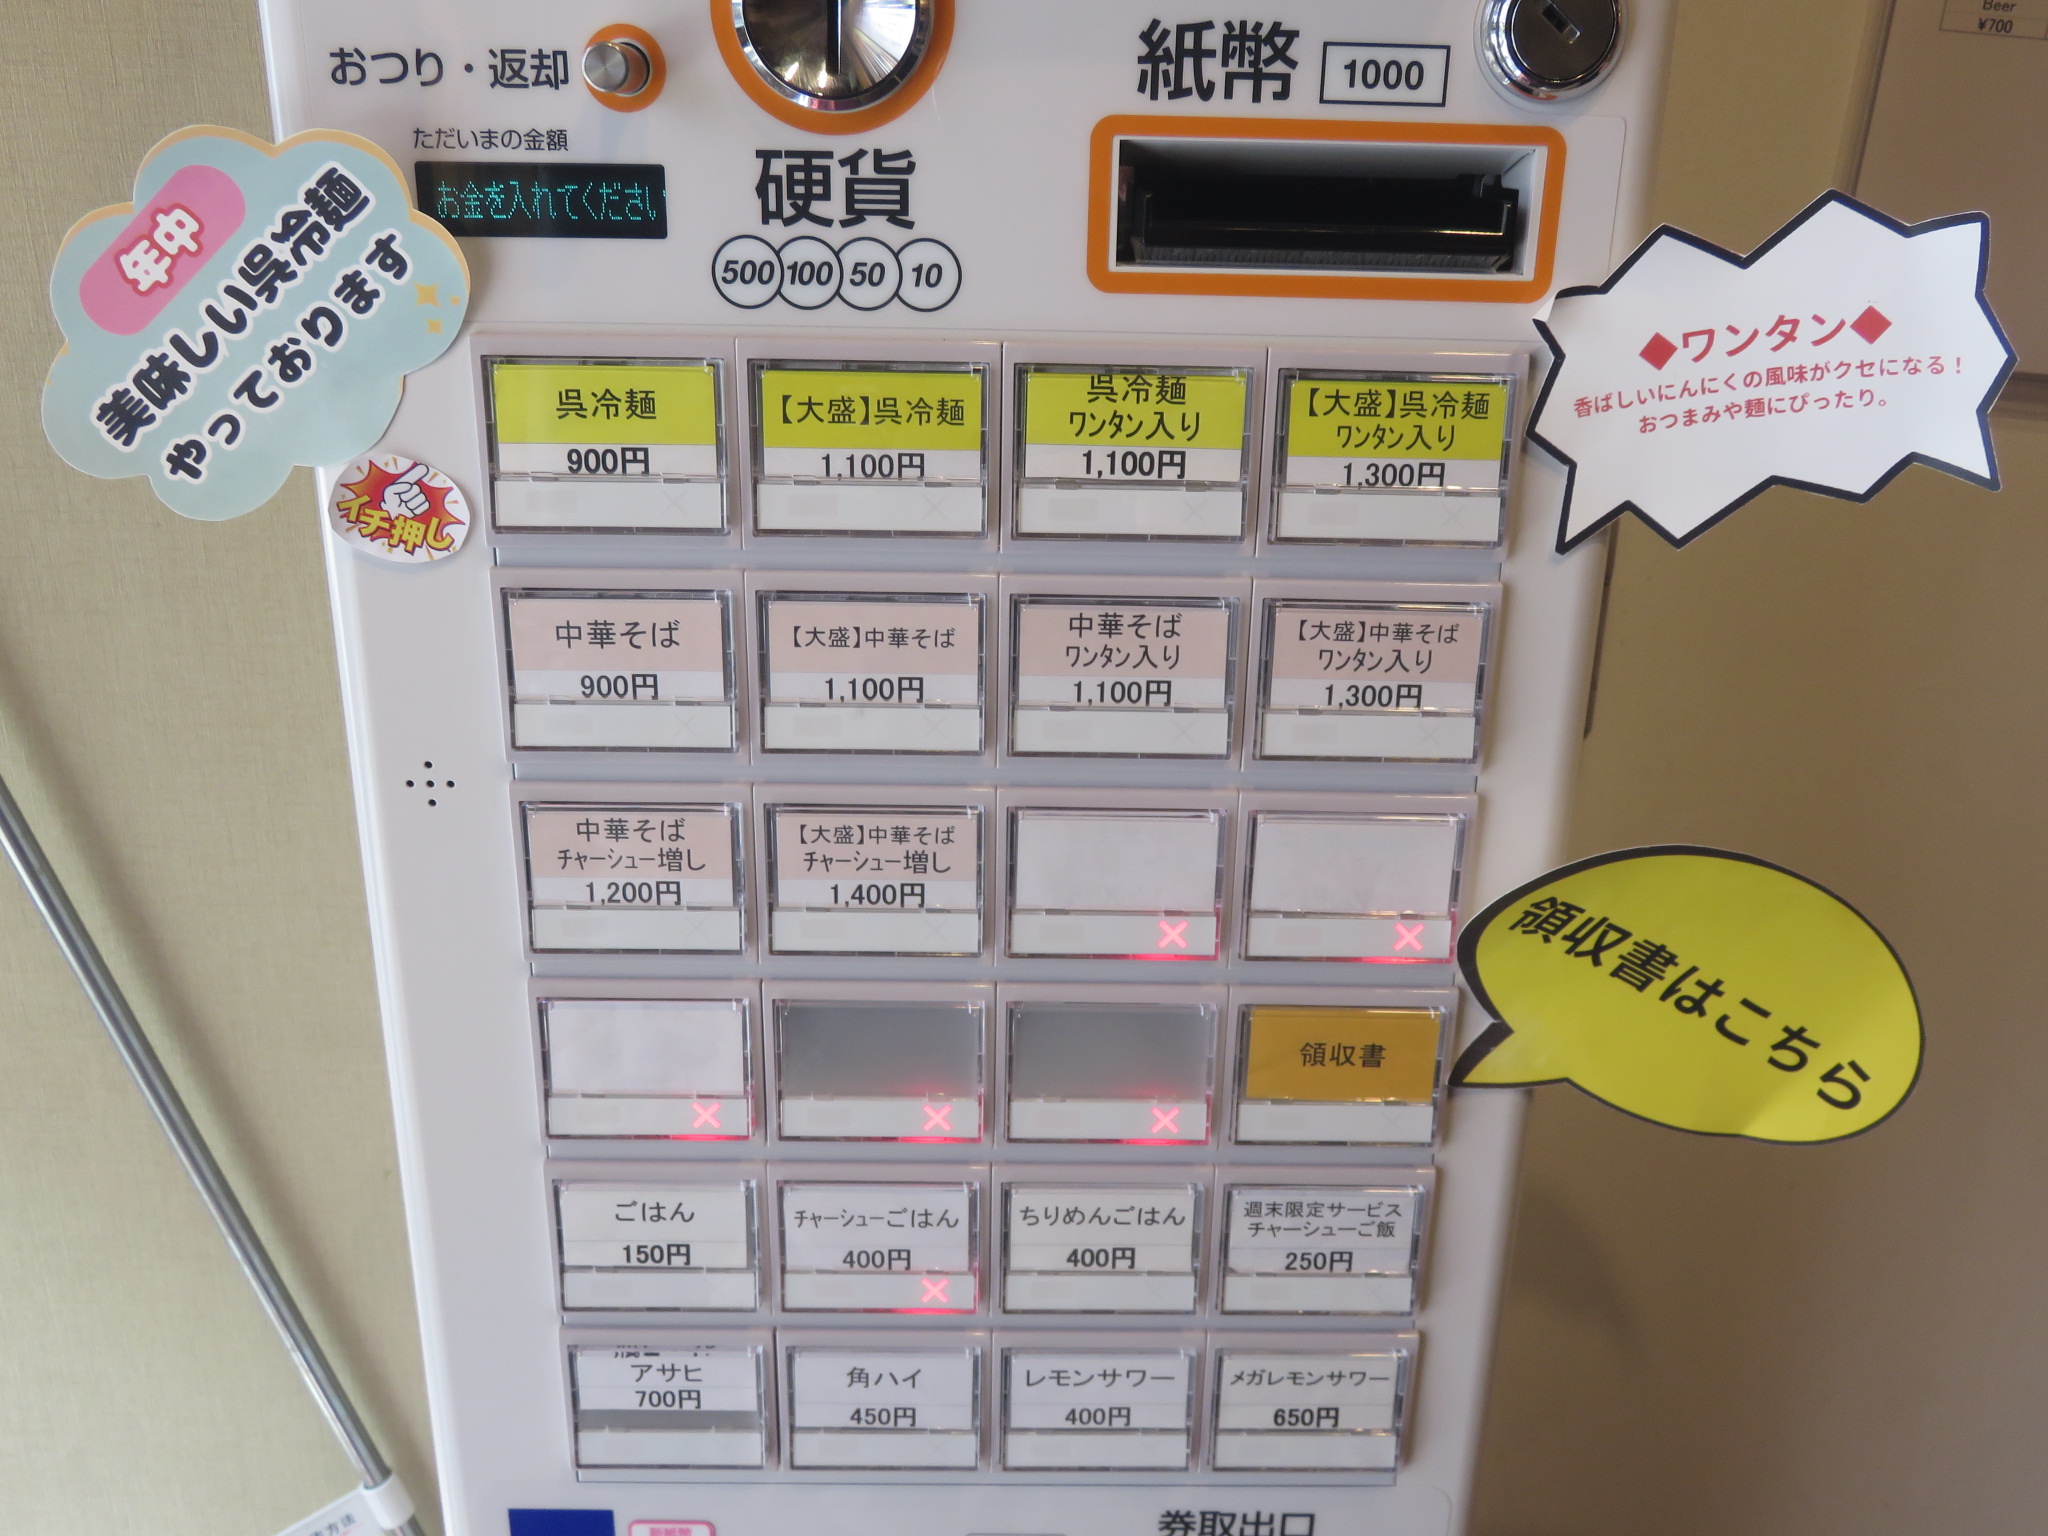 Beer
¥700
おつり・返却
紙幣
1000
ただいまの金額
お金を入れてください
硬貨
500 100 50 10
年中
美味しい呉冷麺
やっております
イチ押し
◆ワンタン◆
香ばしいにんにくの風味がクセになる！
おつまみや麺にぴったり。
呉冷麺
900円
【大盛】呉冷麺
1,100円
呉冷麺
ワンタン入り
1,100円
【大盛】呉冷麺
ワンタン入り
1,300円
中華そば
900円
【大盛】中華そば
1,100円
中華そば
ワンタン入り
1,100円
【大盛】中華そば
ワンタン入り
1,300円
中華そば
チャーシュー増し
1,200円
【大盛】中華そば
チャーシュー増し
1,400円
領収書
領収書はこちら
ごはん
150円
チャーシューごはん
400円
ちりめんごはん
400円
週末限定サービス
チャーシューご飯
250円
アサヒ
700円
角ハイ
450円
レモンサワー
400円
メガレモンサワー
650円
券取出口